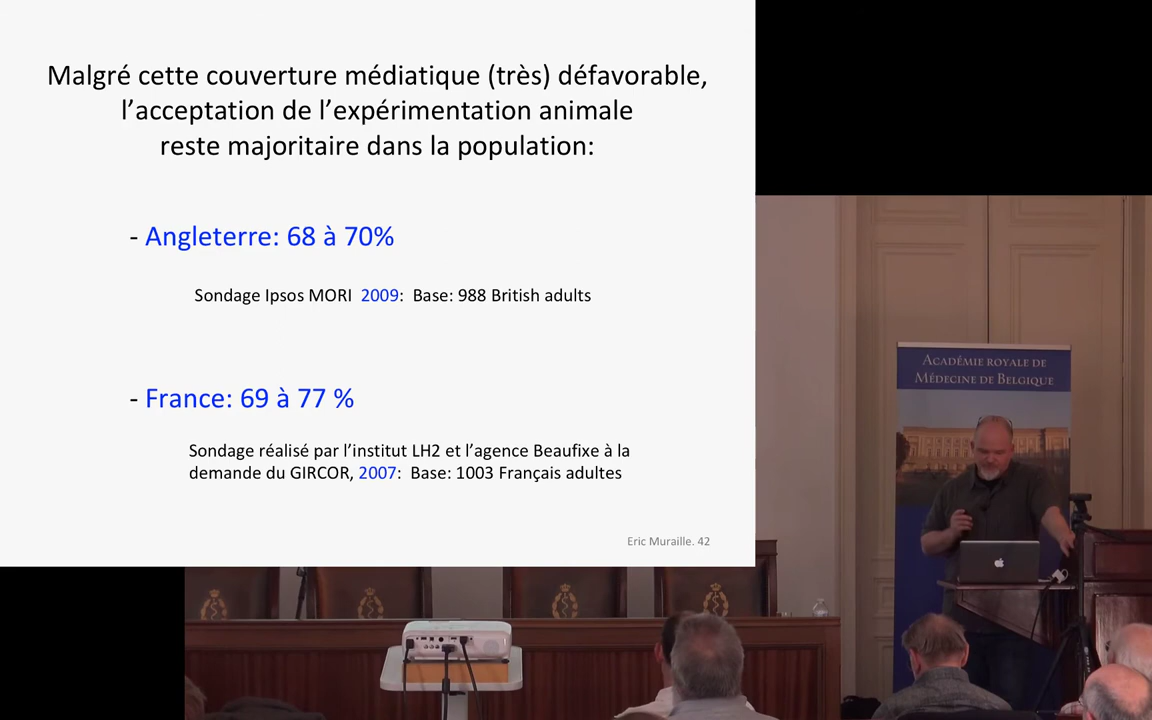 Malgré cette couverture médiatique (très) défavorable,
l’acceptation de l’expérimentation animale
reste majoritaire dans la population:
- Angleterre: 68 à 70%
Sondage Ipsos MORI 2009: Base: 988 British adults
- France: 69 à 77 %
Sondage réalisé par l’institut LH2 et l’agence Beaufixe à la
demande du GIRCOR, 2007: Base: 1003 Français adultes
Eric Muraille. 42
Académie royale de
Médecine de Belgique